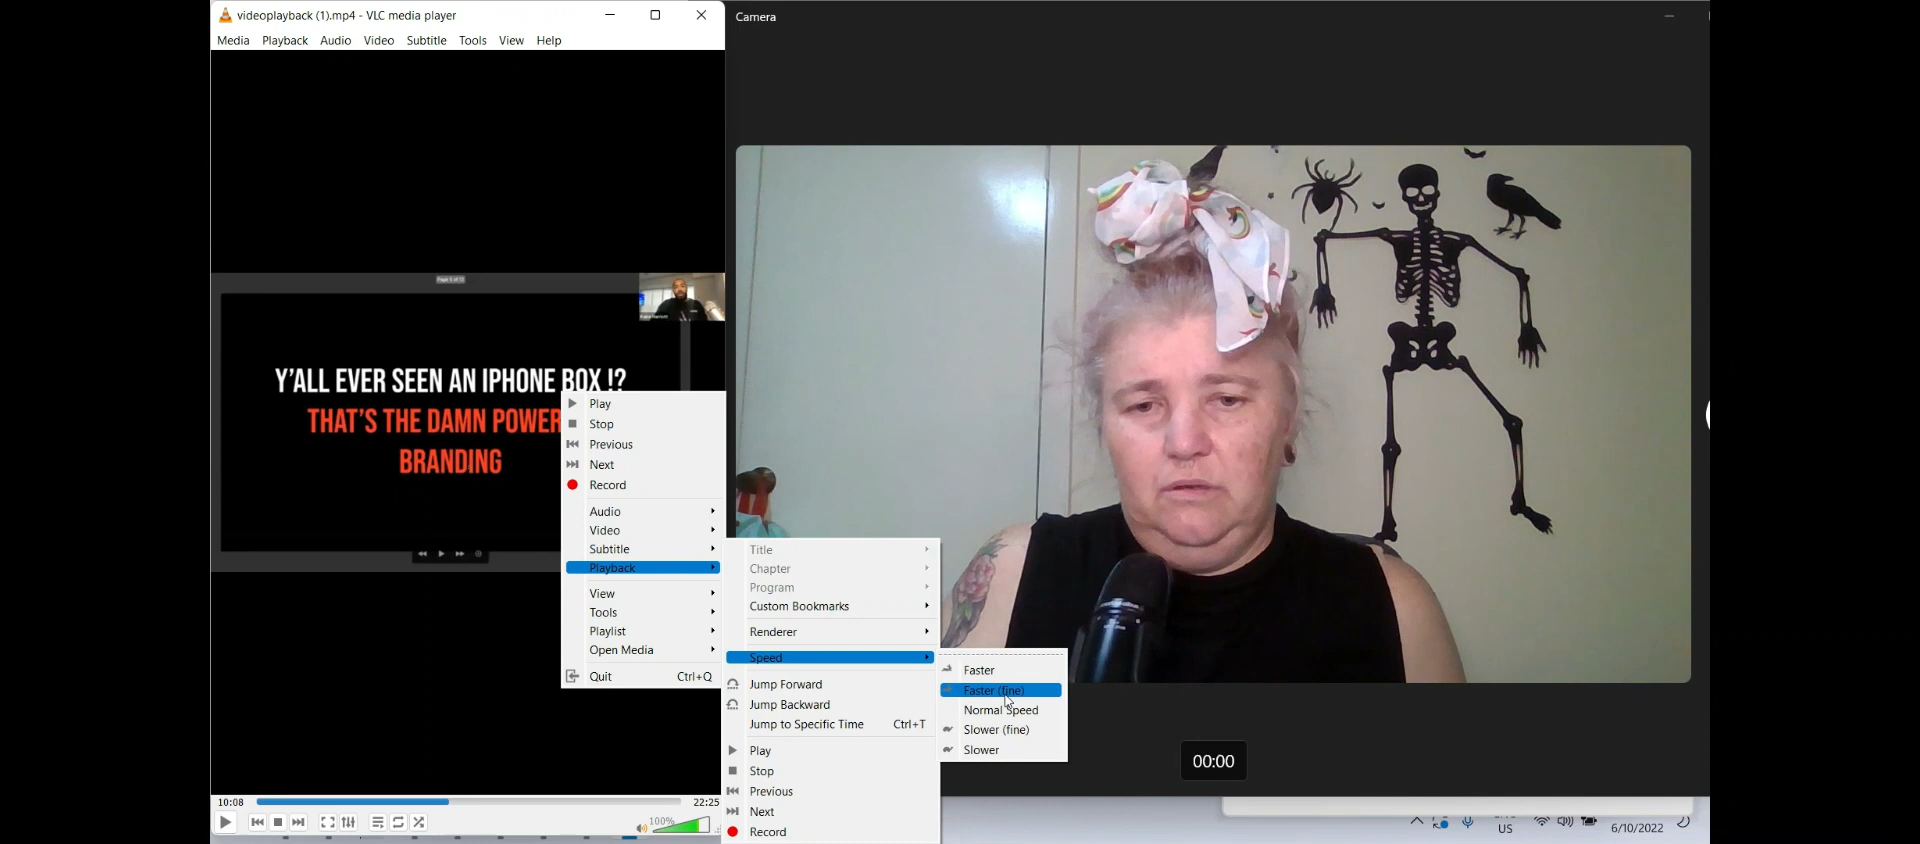 videoplayback (1).mp4 - VLC media player
Media Playback Audio Video Subtitle Tools View Help
Camera
Page 5 of 13
Y'ALL EVER SEEN AN IPHONE BOX !?
THAT'S THE DAMN POWER
BRANDING
Play
Stop
Previous
Next
Record
Audio
Video
Subtitle
Playback
View
Tools
Playlist
Open Media
Quit Ctrl+Q
Title
Chapter
Program
Custom Bookmarks
Renderer
Speed
Jump Forward
Jump Backward
Jump to Specific Time Ctrl+T
Play
Stop
Previous
Next
Record
Faster
Faster (fine)
Normal Speed
Slower (fine)
Slower
00:00
10:08 22:25
100%
US
6/10/2022